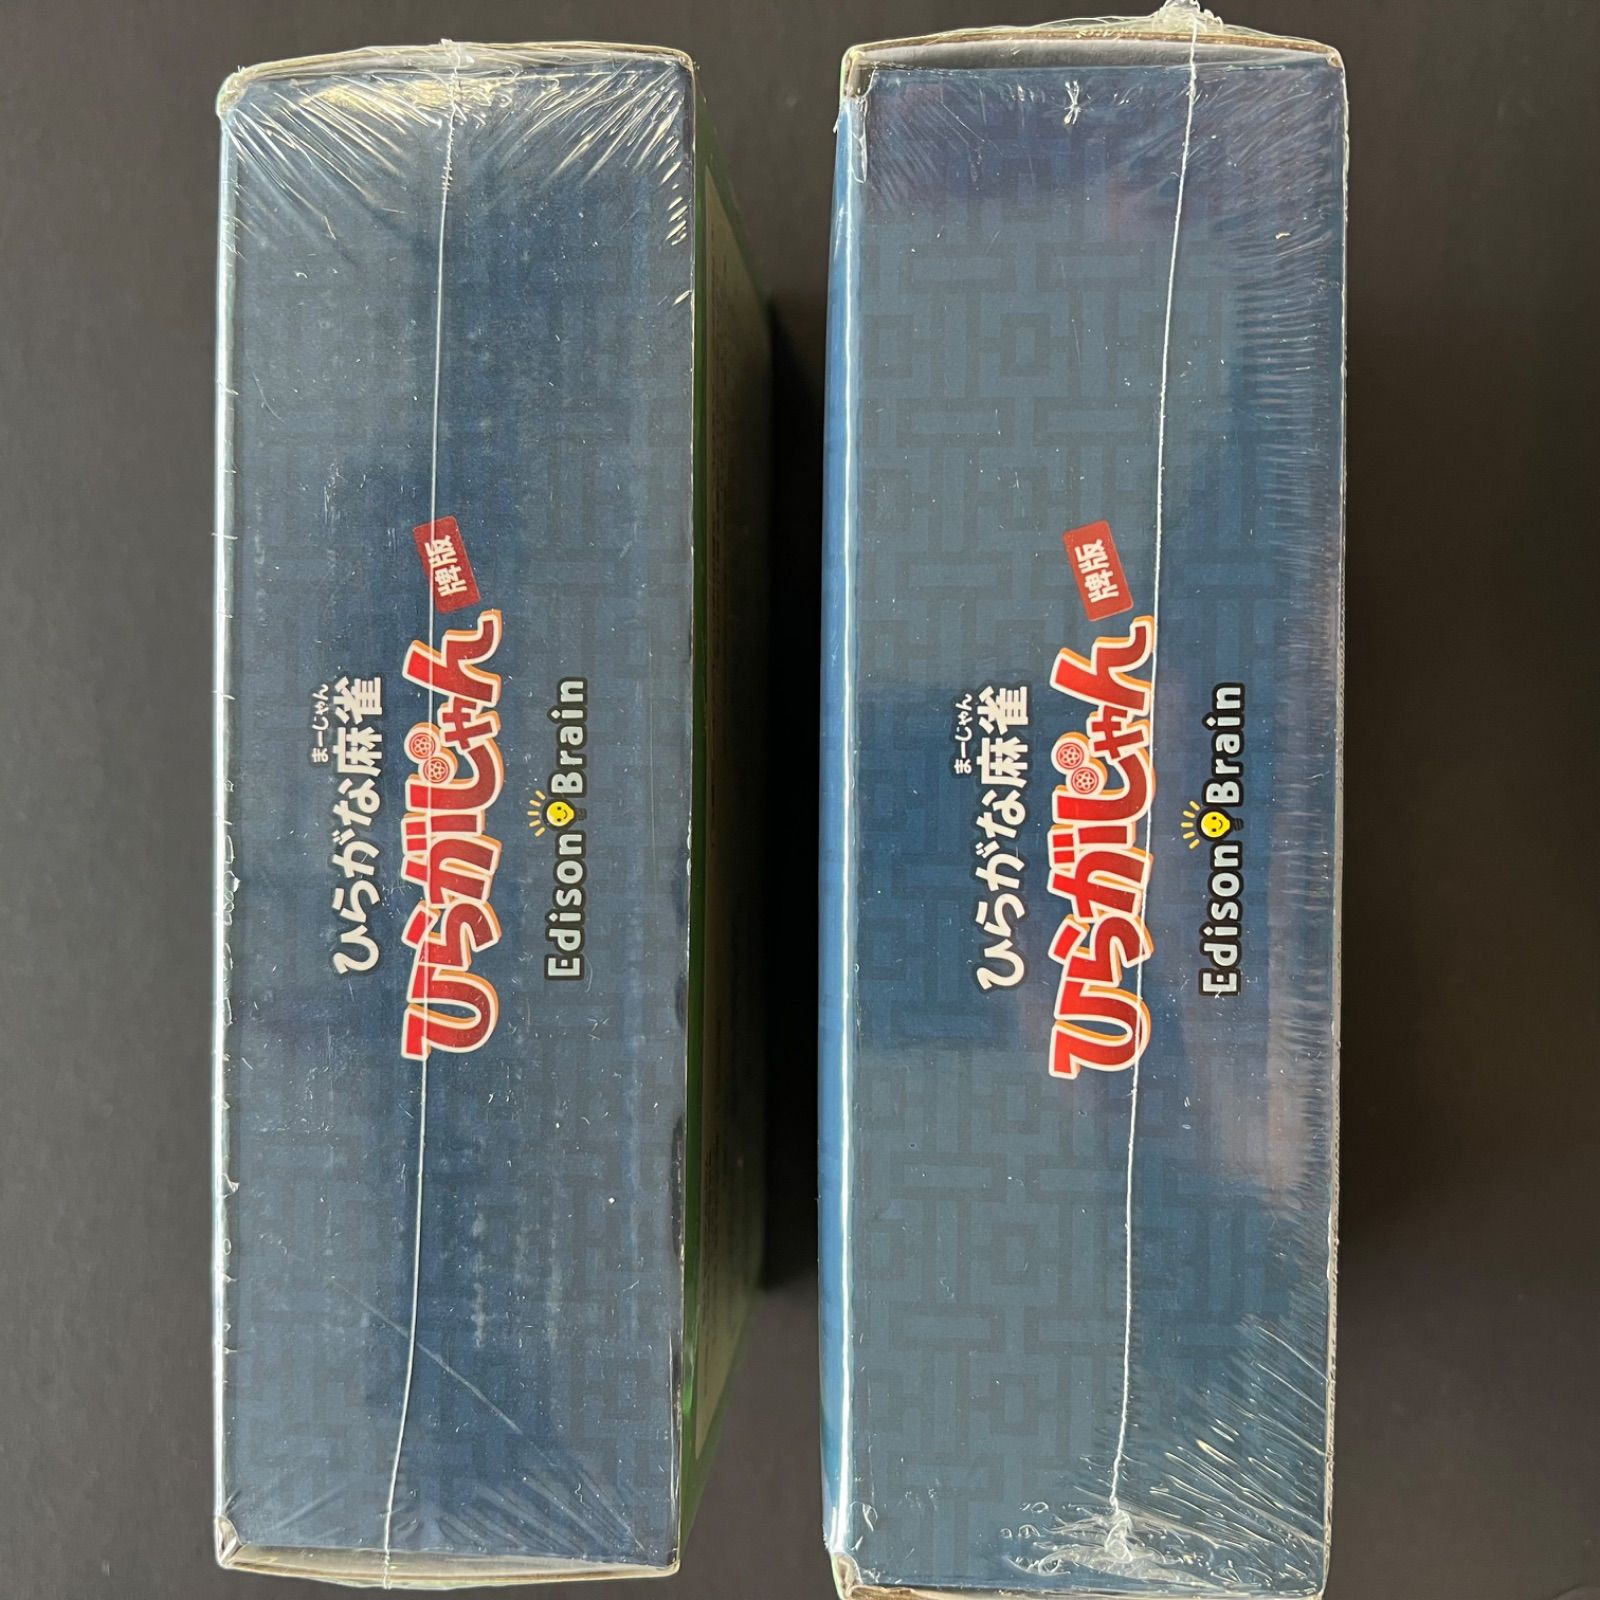 まーじゃん
ひらがな麻雀
ひらがじゃん
牌版
Edison Brain
まーじゃん
ひらがな麻雀
ひらがじゃん
牌版
Edison Brain